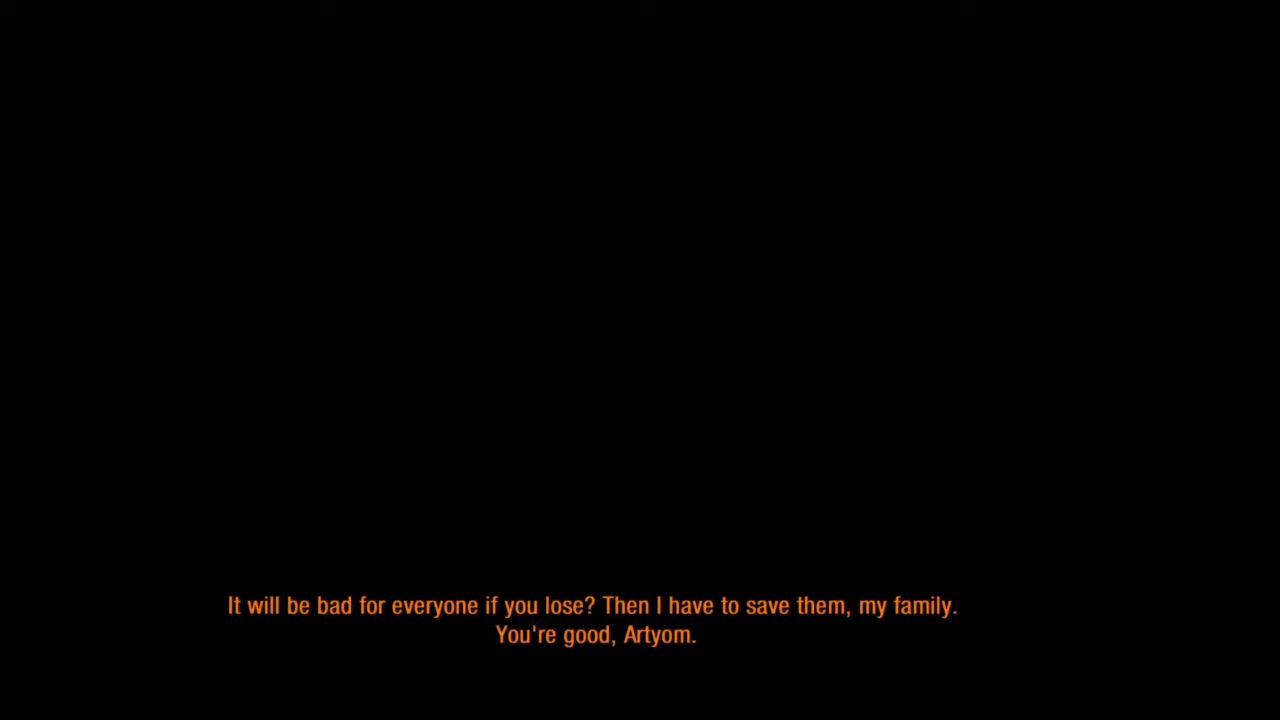 It will be bad for everyone if you lose? Then I have to save them, my family.
You're good, Artyom.